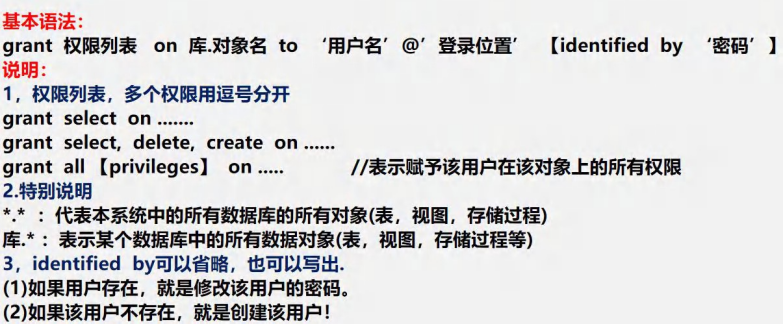 基本语法：
grant 权限列表 on 库.对象名 to ‘用户名’@’登录位置’ 【identified by ‘密码’】
说明：
1，权限列表，多个权限用逗号分开
grant select on .......
grant select, delete, create on ......
grant all【privileges】 on ..... //表示赋予该用户在该对象上的所有权限
2.特别说明
*.* ：代表本系统中的所有数据库的所有对象(表，视图，存储过程)
库.*：表示某个数据库中的所有数据对象(表，视图，存储过程等)
3，identified by可以省略，也可以写出.
(1)如果用户存在，就是修改该用户的密码。
(2)如果该用户不存在，就是创建该用户！